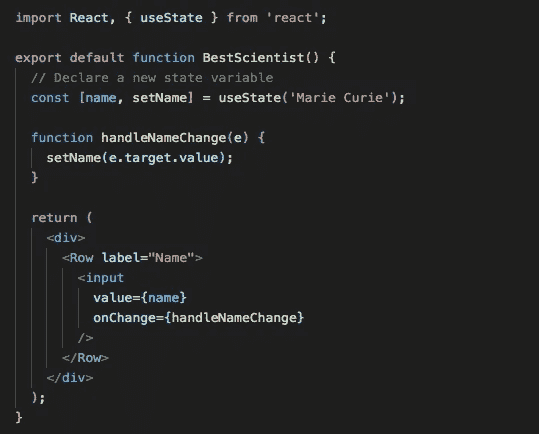 import React, { useState } from 'react';

export default function BestScientist() {
  // Declare a new state variable
  const [name, setName] = useState('Marie Curie');

  function handleNameChange(e) {
    setName(e.target.value);
  }

  return (
    <div>
      <Row label="Name">
        <input
          value={name}
          onChange={handleNameChange}
        />
      </Row>
    </div>
  );
}